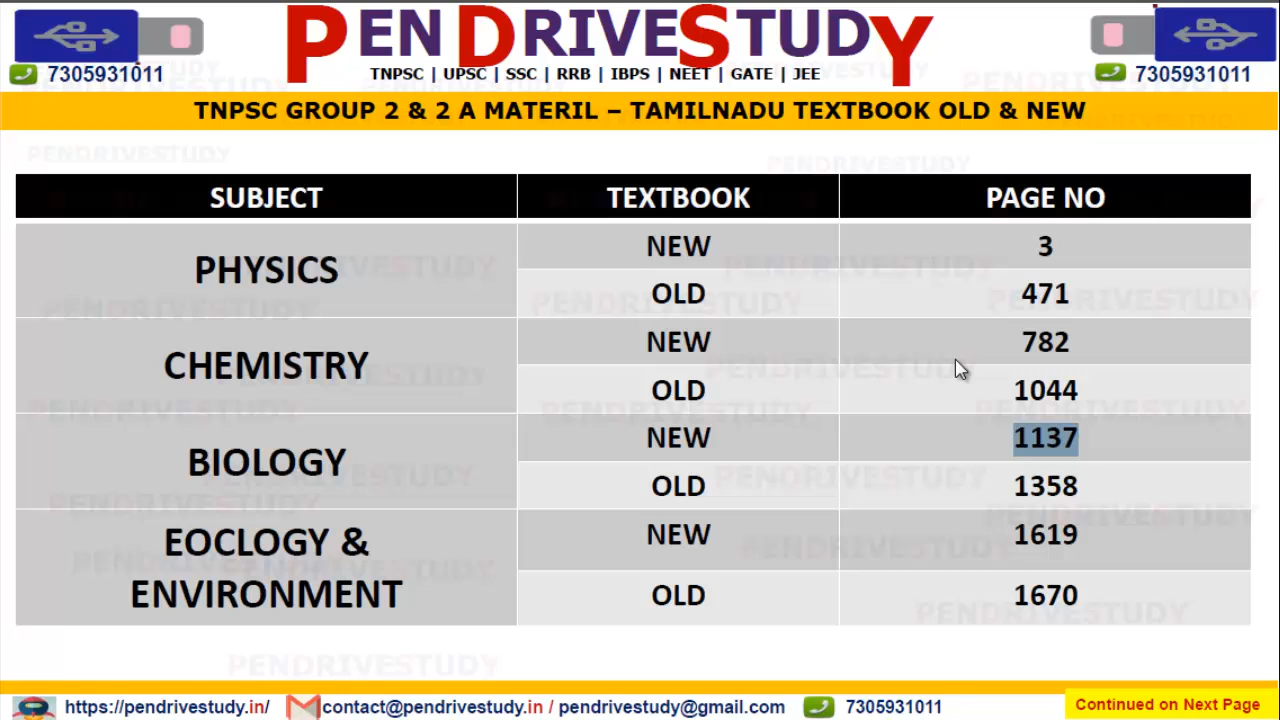 PENDRIVESTUDY
TNPSC | UPSC | SSC | RRB | IBPS | NEET | GATE | JEE
7305931011
7305931011
TNPSC GROUP 2 & 2 A MATERIL – TAMILNADU TEXTBOOK OLD & NEW
SUBJECT TEXTBOOK PAGE NO
PHYSICS
NEW 3
OLD 471
CHEMISTRY
NEW 782
OLD 1044
BIOLOGY
NEW 1137
OLD 1358
EOCLOGY &
ENVIRONMENT
NEW 1619
OLD 1670
PENDRIVESTUDY
https://pendrivestudy.in/ contact@pendrivestudy.in / pendrivestudy@gmail.com 7305931011
Continued on Next Page